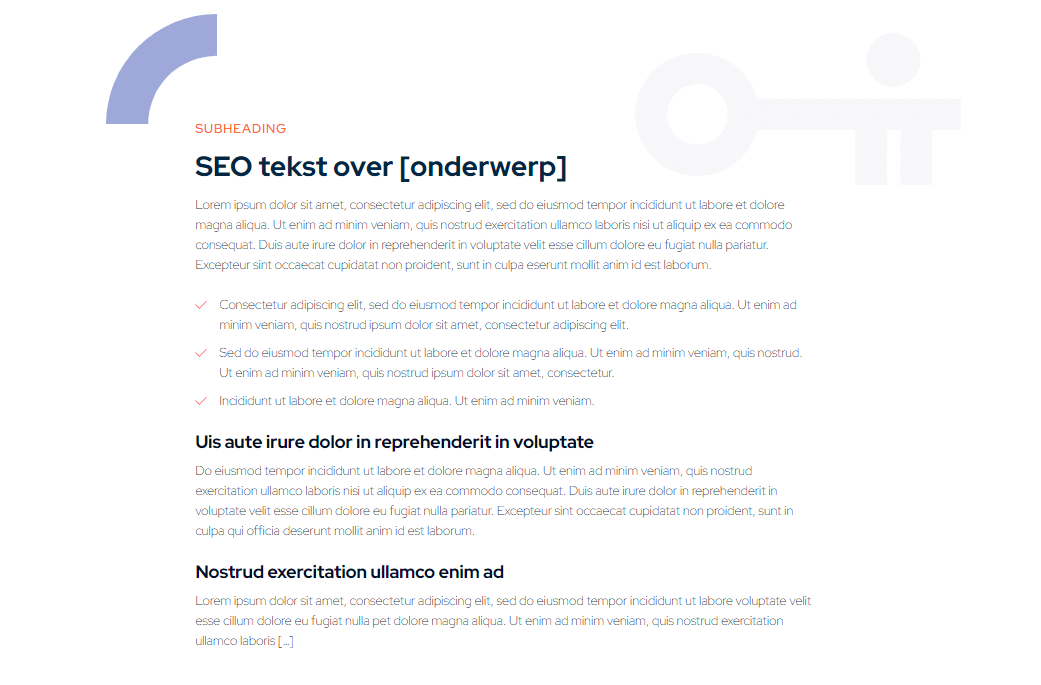 SUBHEADING
SEO tekst over [onderwerp]
Lorem ipsum dolor sit amet, consectetur adipiscing elit, sed do eiusmod tempor incididunt ut labore et dolore
magna aliqua. Ut enim ad minim veniam, quis nostrud exercitation ullamco laboris nisi ut aliquip ex ea commodo
consequat. Duis aute irure dolor in reprehenderit in voluptate velit esse cillum dolore eu fugiat nulla pariatur.
Excepteur sint occaecat cupidatat non proident, sunt in culpa eserunt mollit anim id est laborum.
Consectetur adipiscing elit, sed do eiusmod tempor incididunt ut labore et dolore magna aliqua. Ut enim ad
minim veniam, quis nostrud ipsum dolor sit amet, consectetur adipiscing elit.
Sed do eiusmod tempor incididunt ut labore et dolore magna aliqua. Ut enim ad minim veniam, quis nostrud.
Ut enim ad minim veniam, quis nostrud ipsum dolor sit amet, consectetur.
Incididunt ut labore et dolore magna aliqua. Ut enim ad minim veniam.
Uis aute irure dolor in reprehenderit in voluptate
Do eiusmod tempor incididunt ut labore et dolore magna aliqua. Ut enim ad minim veniam, quis nostrud
exercitation ullamco laboris nisi ut aliquip ex ea commodo consequat. Duis aute irure dolor in reprehenderit in
voluptate velit esse cillum dolore eu fugiat nulla pariatur. Excepteur sint occaecat cupidatat non proident, sunt in
culpa qui officia deserunt mollit anim id est laborum.
Nostrud exercitation ullamco enim ad
Lorem ipsum dolor sit amet, consectetur adipiscing elit, sed do eiusmod tempor incididunt ut labore voluptate velit
esse cillum dolore eu fugiat nulla pet dolore magna aliqua. Ut enim ad minim veniam, quis nostrud exercitation
ullamco laboris [...]